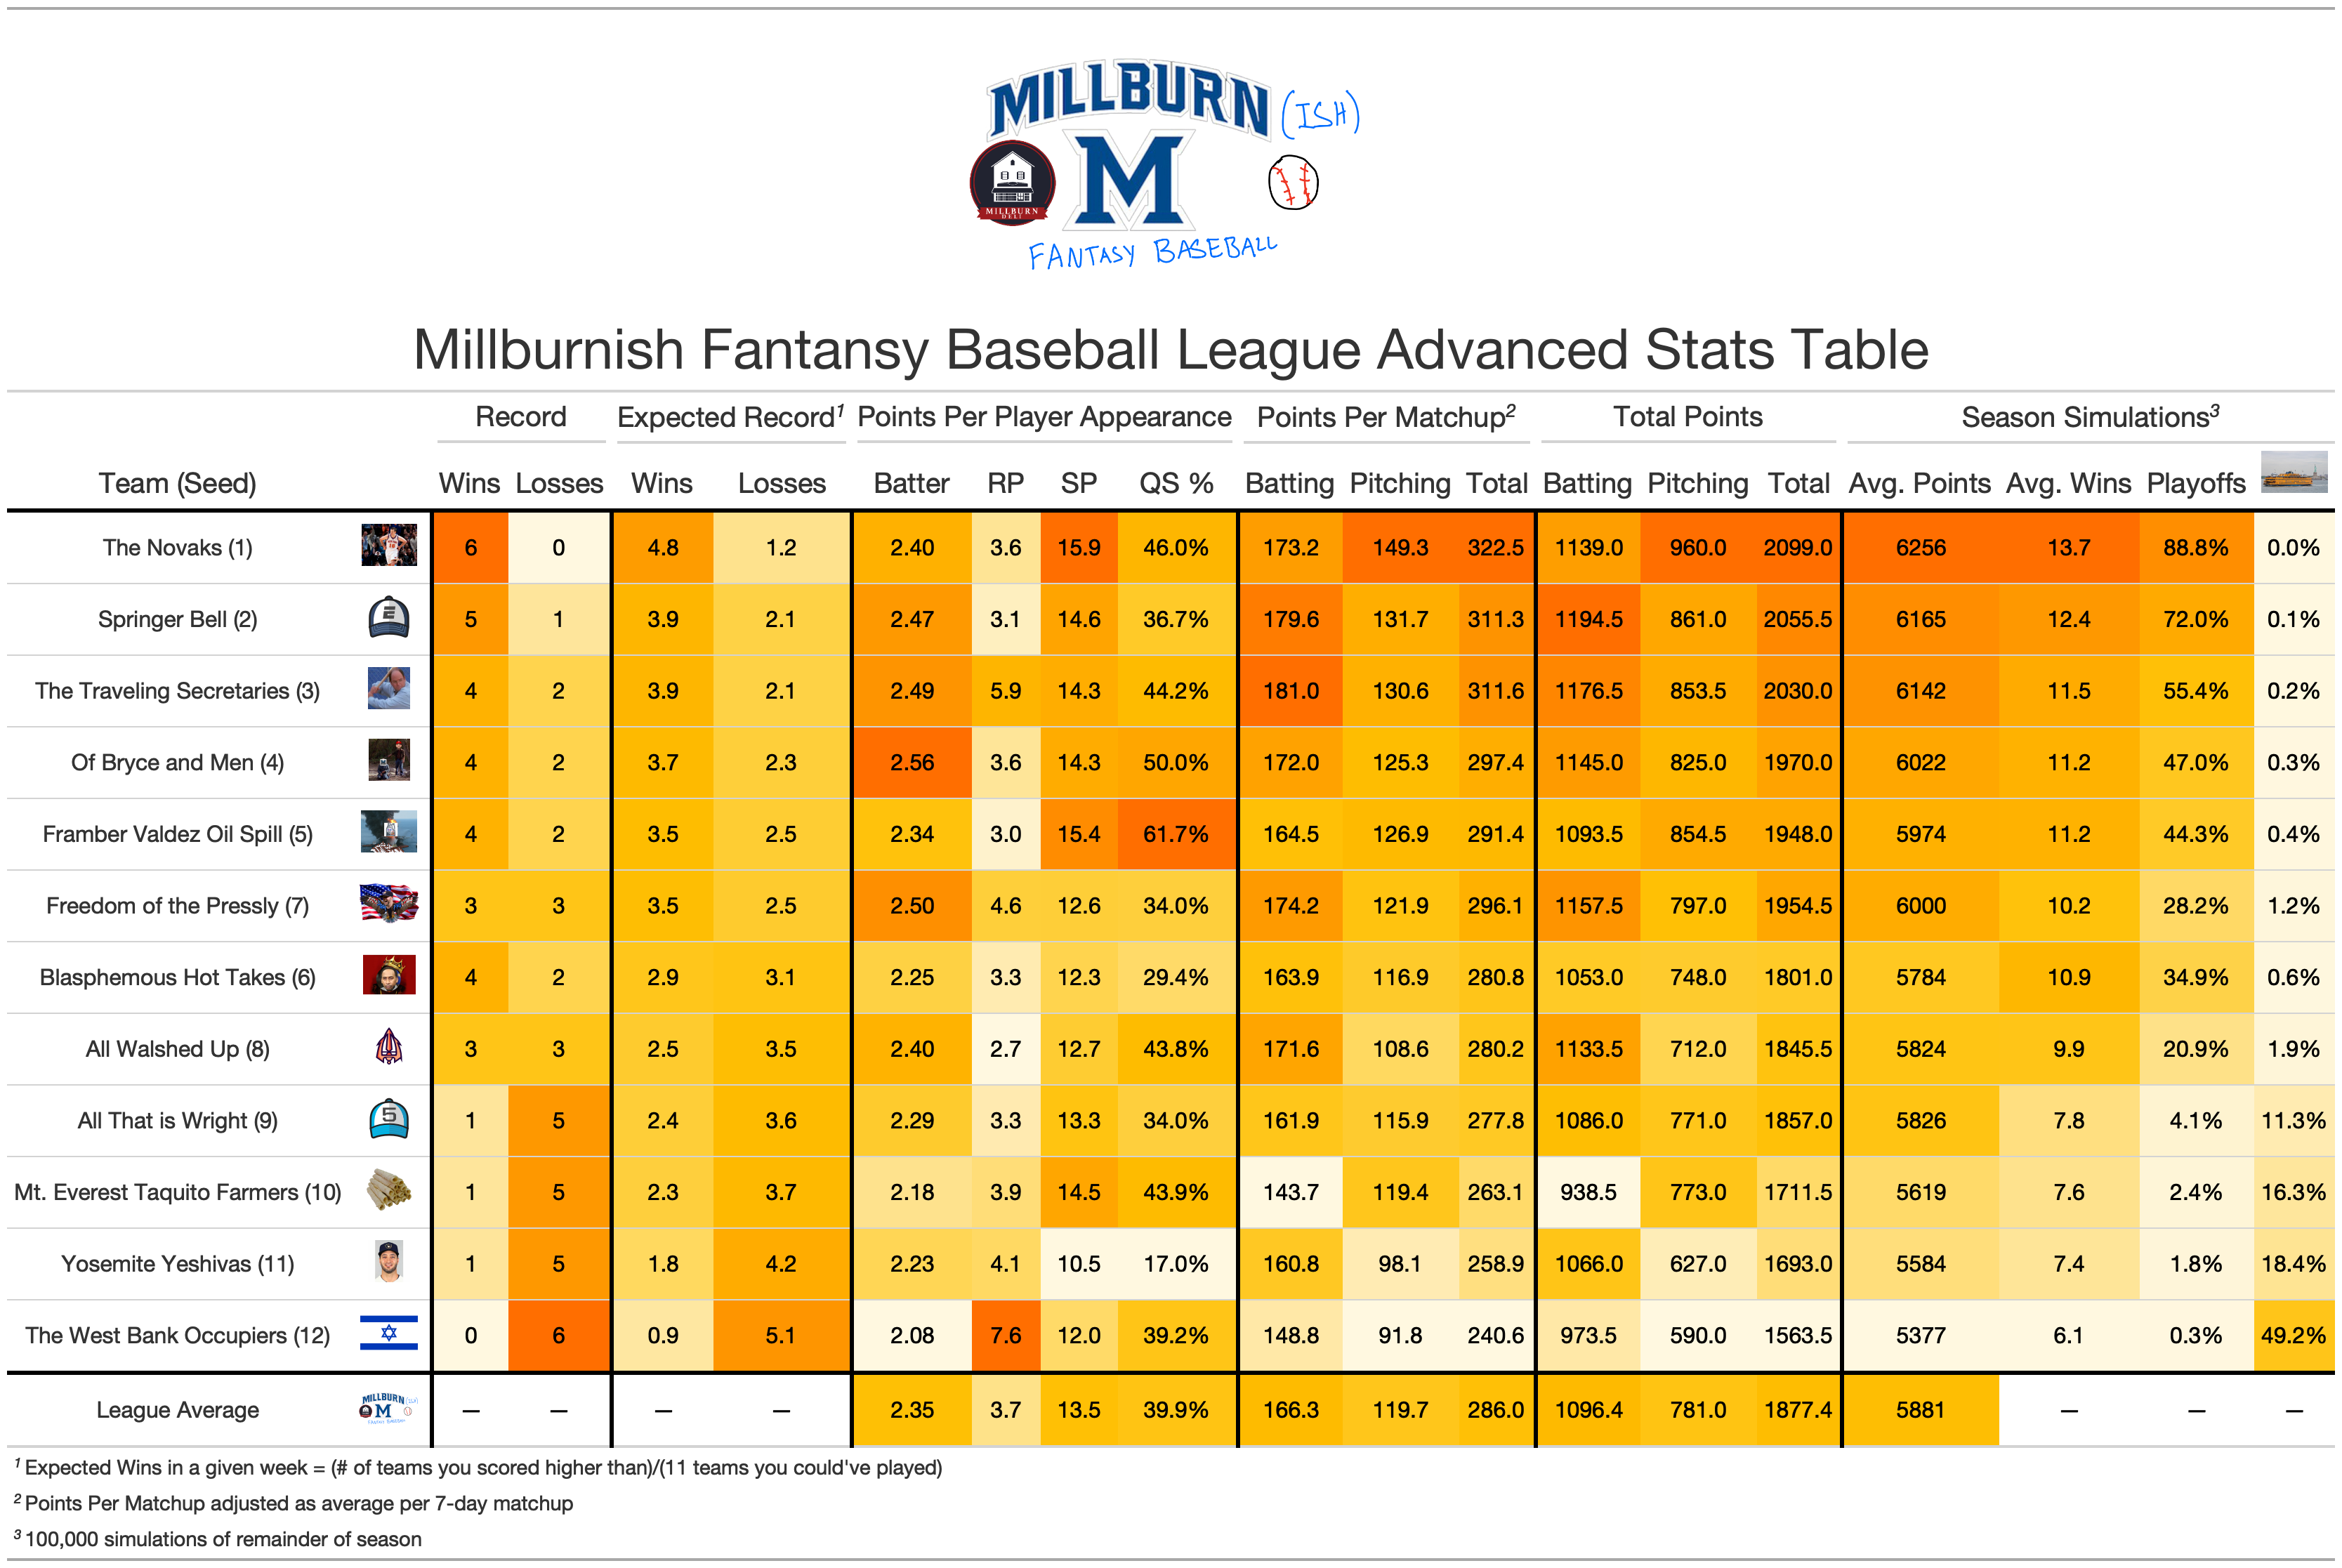 MILLBURN (ISH)
MILLBURN
DELI
M
FANTASY BASEBALL
Millburnish Fantansy Baseball League Advanced Stats Table
Record Expected Record1 Points Per Player Appearance Points Per Matchup2 Total Points Season Simulations3
Team (Seed) Wins Losses Wins Losses Batter RP SP QS % Batting Pitching Total Batting Pitching Total Avg. Points Avg. Wins Playoffs
The Novaks (1) 6 0 4.8 1.2 2.40 3.6 15.9 46.0% 173.2 149.3 322.5 1139.0 960.0 2099.0 6256 13.7 88.8% 0.0%
Springer Bell (2) 5 1 3.9 2.1 2.47 3.1 14.6 36.7% 179.6 131.7 311.3 1194.5 861.0 2055.5 6165 12.4 72.0% 0.1%
The Traveling Secretaries (3) 4 2 3.9 2.1 2.49 5.9 14.3 44.2% 181.0 130.6 311.6 1176.5 853.5 2030.0 6142 11.5 55.4% 0.2%
Of Bryce and Men (4) 4 2 3.7 2.3 2.56 3.6 14.3 50.0% 172.0 125.3 297.4 1145.0 825.0 1970.0 6022 11.2 47.0% 0.3%
Framber Valdez Oil Spill (5) 4 2 3.5 2.5 2.34 3.0 15.4 61.7% 164.5 126.9 291.4 1093.5 854.5 1948.0 5974 11.2 44.3% 0.4%
Freedom of the Pressly (7) 3 3 3.5 2.5 2.50 4.6 12.6 34.0% 174.2 121.9 296.1 1157.5 797.0 1954.5 6000 10.2 28.2% 1.2%
Blasphemous Hot Takes (6) 4 2 2.9 3.1 2.25 3.3 12.3 29.4% 163.9 116.9 280.8 1053.0 748.0 1801.0 5784 10.9 34.9% 0.6%
All Walshed Up (8) 3 3 2.5 3.5 2.40 2.7 12.7 43.8% 171.6 108.6 280.2 1133.5 712.0 1845.5 5824 9.9 20.9% 1.9%
All That is Wright (9) 5 1 5 2.4 3.6 2.29 3.3 13.3 34.0% 161.9 115.9 277.8 1086.0 771.0 1857.0 5826 7.8 4.1% 11.3%
Mt. Everest Taquito Farmers (10) 1 5 2.3 3.7 2.18 3.9 14.5 43.9% 143.7 119.4 263.1 938.5 773.0 1711.5 5619 7.6 2.4% 16.3%
Yosemite Yeshivas (11) 1 5 1.8 4.2 2.23 4.1 10.5 17.0% 160.8 98.1 258.9 1066.0 627.0 1693.0 5584 7.4 1.8% 18.4%
The West Bank Occupiers (12) 0 6 0.9 5.1 2.08 7.6 12.0 39.2% 148.8 91.8 240.6 973.5 590.0 1563.5 5377 6.1 0.3% 49.2%
League Average MILLBURN (ISH) M FANTASY BASEBALL – – – – 2.35 3.7 13.5 39.9% 166.3 119.7 286.0 1096.4 781.0 1877.4 5881 – – –
1 Expected Wins in a given week = (# of teams you scored higher than)/(11 teams you could've played)
2 Points Per Matchup adjusted as average per 7-day matchup
3 100,000 simulations of remainder of season